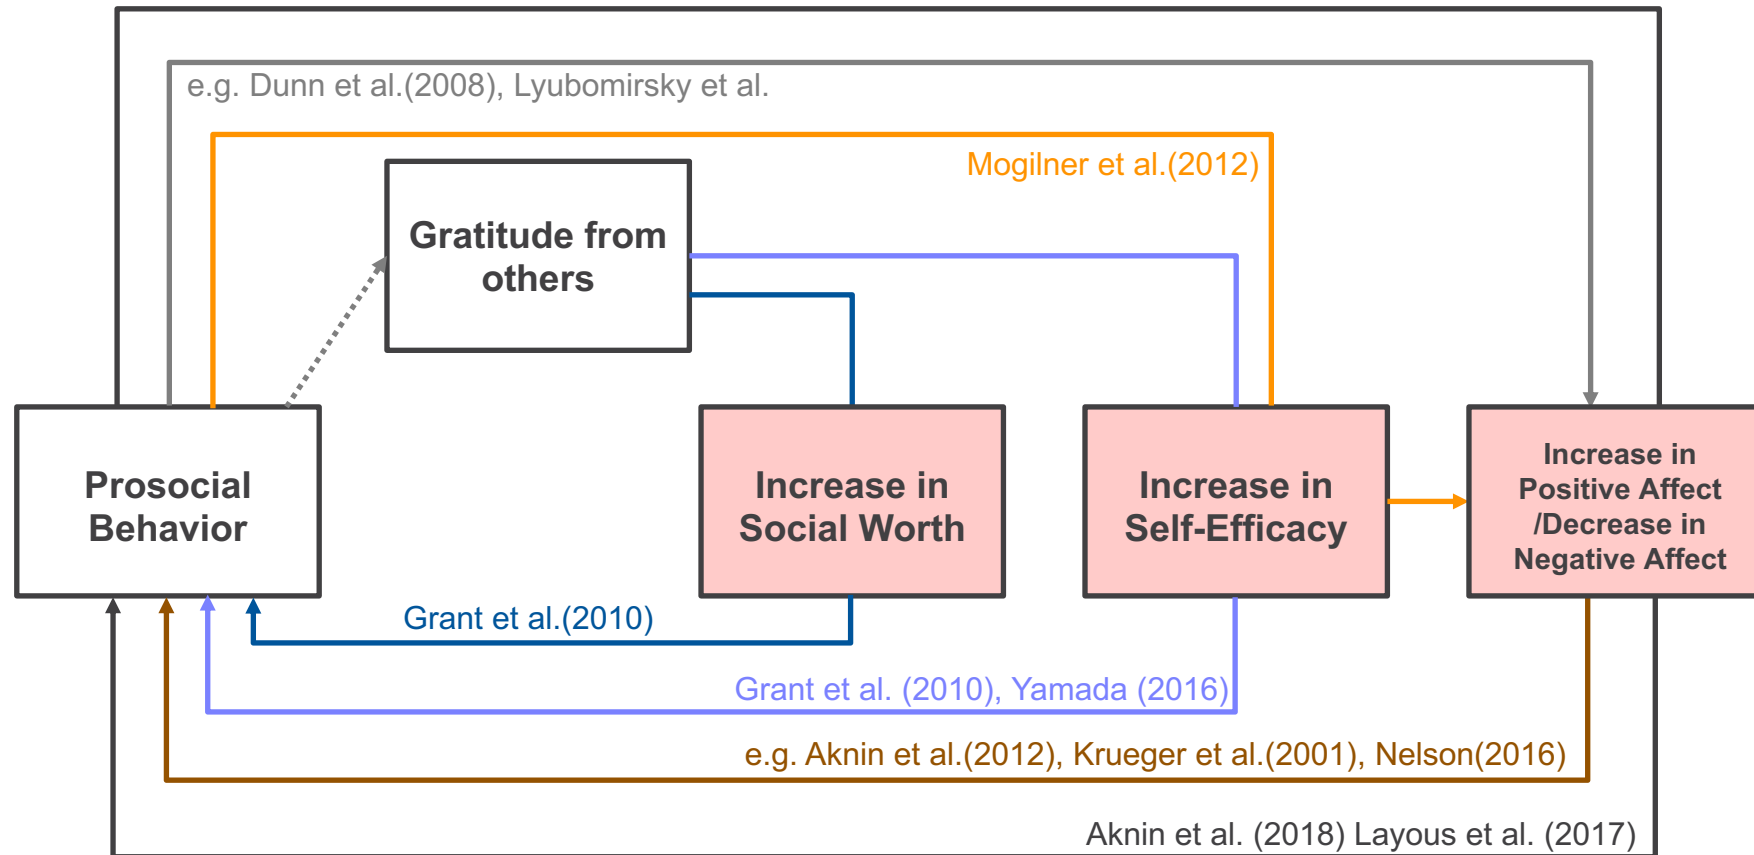 e.g. Dunn et al.(2008), Lyubomirsky et al.
Mogilner et al.(2012)
Gratitude from
others
Prosocial
Behavior
Increase in
Social Worth
Increase in
Self-Efficacy
Increase in
Positive Affect
/Decrease in
Negative Affect
Grant et al.(2010)
Grant et al. (2010), Yamada (2016)
e.g. Aknin et al.(2012), Krueger et al.(2001), Nelson(2016)
Aknin et al. (2018) Layous et al. (2017)